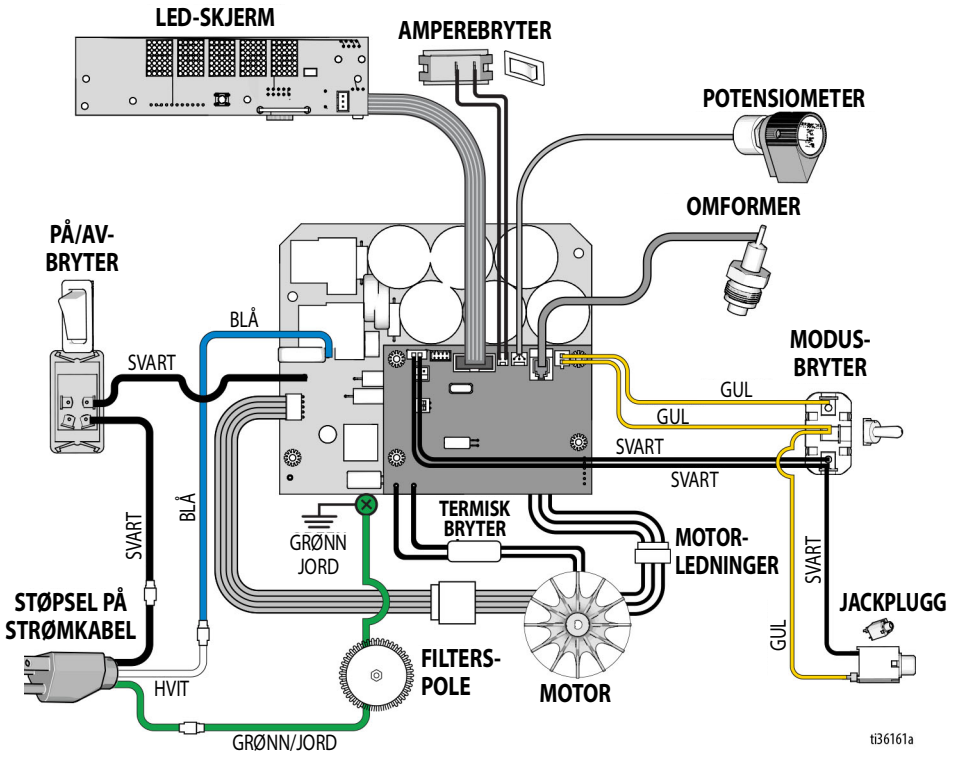 LED-SKJERM
AMPEREBRYTER
POTENSIOMETER
OMFORMER
PÅ/AV-
BRYTER
BLÅ
SVART
MODUS-
BRYTER
GUL
GUL
SVART
SVART
SVART
BLÅ
GRØNN
JORD
TERMISK
BRYTER
MOTOR-
LEDNINGER
SVART
GUL
JACKPLUGG
STØPSEL PÅ
STRØMKABEL
HVIT
FILTERS-
POLE
MOTOR
GRØNN/JORD
ti36161a